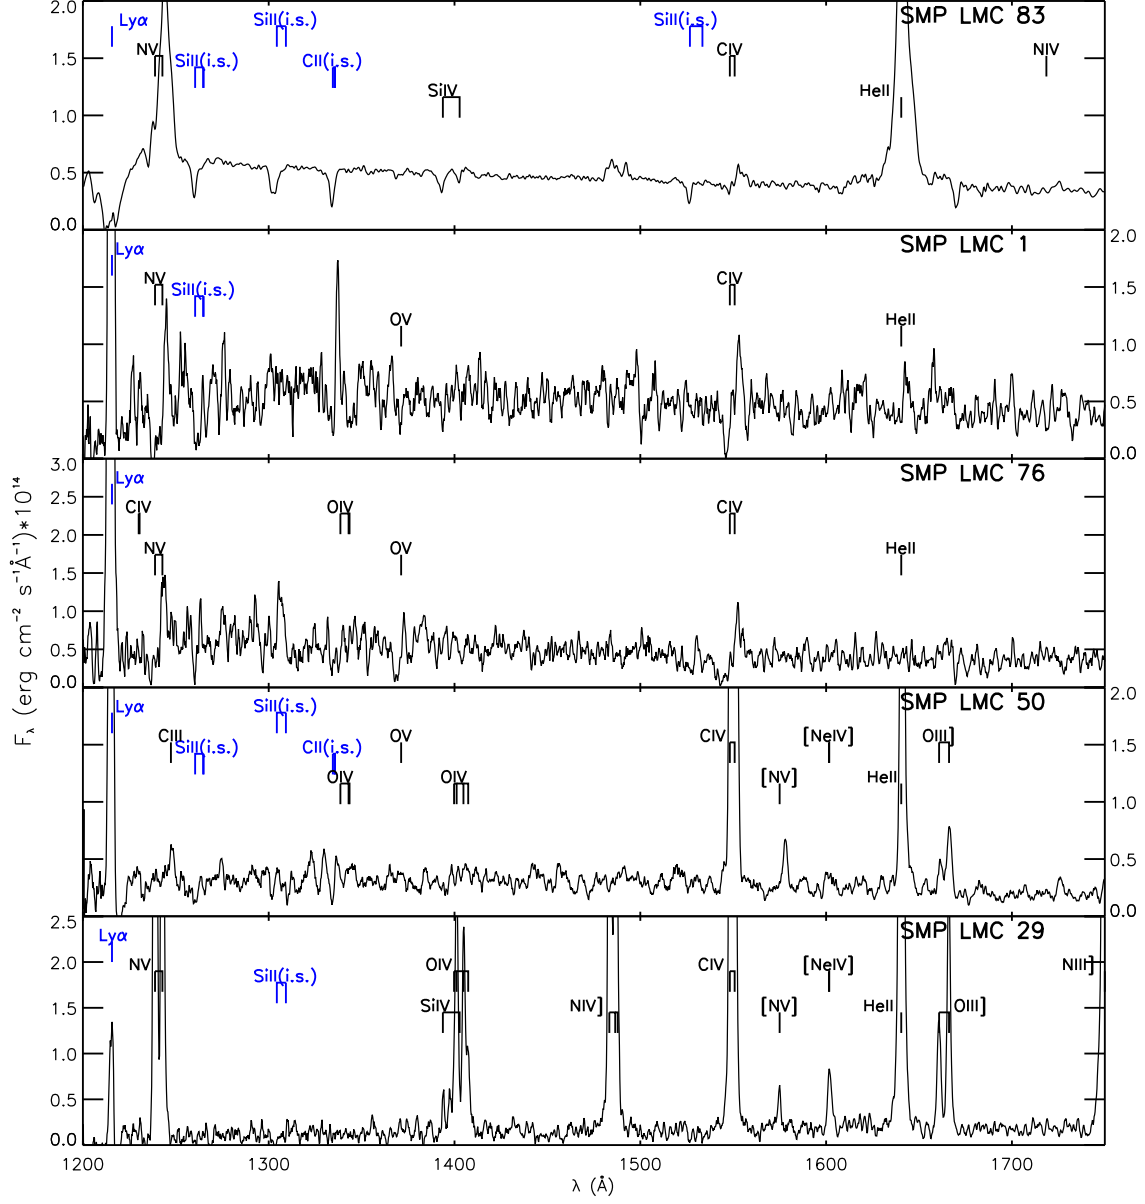 2.0
Lyα
SiII(i.s.)
SiII(i.s.)
SMP LMC 83
NV
CIV
NIV
1.5
SiII(i.s.)
CII(i.s.)
SiIV
HeII
1.0
0.5
0.0
2.0
Lyα
SMP LMC 1
NV
CIV
SiII(i.s.)
1.5
OV
HeII
1.0
0.5
0.0
3.0
Lyα
SMP LMC 76
2.5
CIV
OIV
CIV
2.0
NV
OV
HeII
1.5
1.0
0.5
0.0
2.0
Lyα
SiII(i.s.)
SMP LMC 50
CIII
OV
CIV
[NeIV]
OIII]
SiII(i.s.)
CII(i.s.)
1.5
OIV
OIV
[NV]
HeII
1.0
0.5
0.0
2.5
Lyα
SMP LMC 29
2.0
NV
OIV
CIV
[NeIV]
NIII]
SiII(i.s.)
1.5
SiIV
NIV]
[NV]
HeII
OIII]
1.0
0.5
0.0
1200
1300
1400
1500
1600
1700
λ (Å)
Fλ (erg cm⁻² s⁻¹Å⁻¹)*10¹⁴